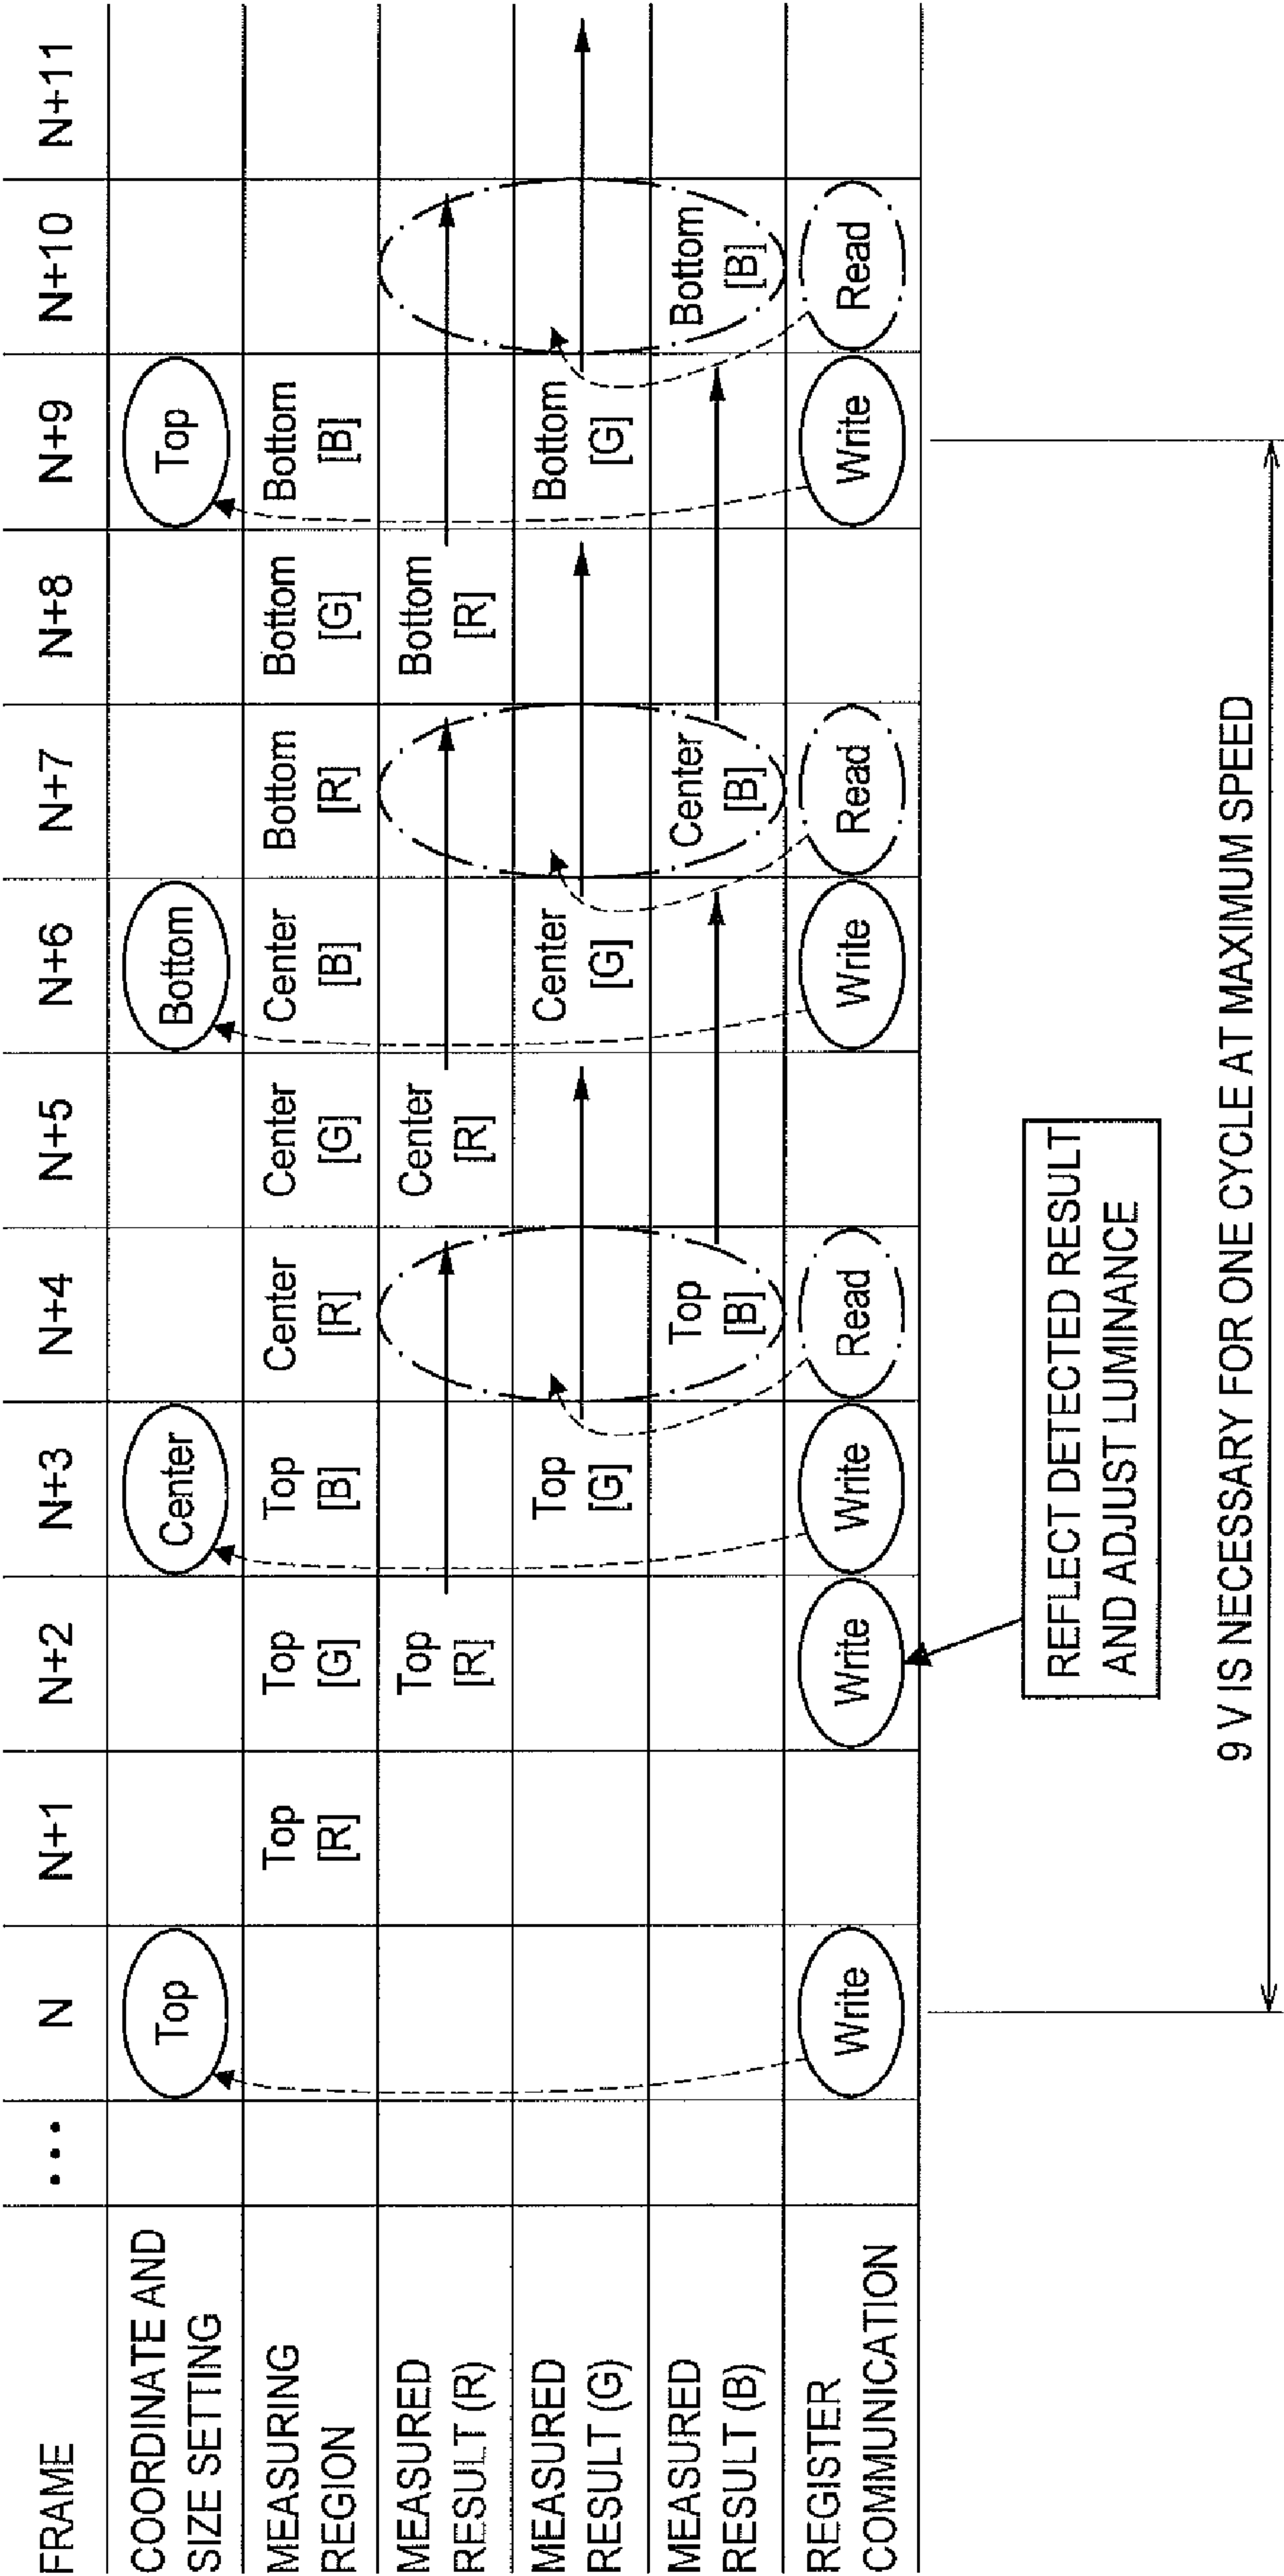 FRAME ... N N+1 N+2 N+3 N+4 N+5 N+6 N+7 N+8 N+9 N+10 N+11
COORDINATE AND
SIZE SETTING
Top Center Bottom Top
MEASURING
REGION
Top Top Top Center Center Center Bottom Bottom Bottom
[R] [G] [B] [R] [G] [B] [R] [G] [B]
MEASURED
RESULT (R)
Top Center Bottom
[R] [R] [R]
MEASURED
RESULT (G)
Top Center Bottom
[G] [G] [G]
MEASURED
RESULT (B)
Top Center Bottom
[B] [B] [B]
REGISTER
COMMUNICATION
Write Write Write Read Write Read Write Read
REFLECT DETECTED RESULT
AND ADJUST LUMINANCE
9 V IS NECESSARY FOR ONE CYCLE AT MAXIMUM SPEED